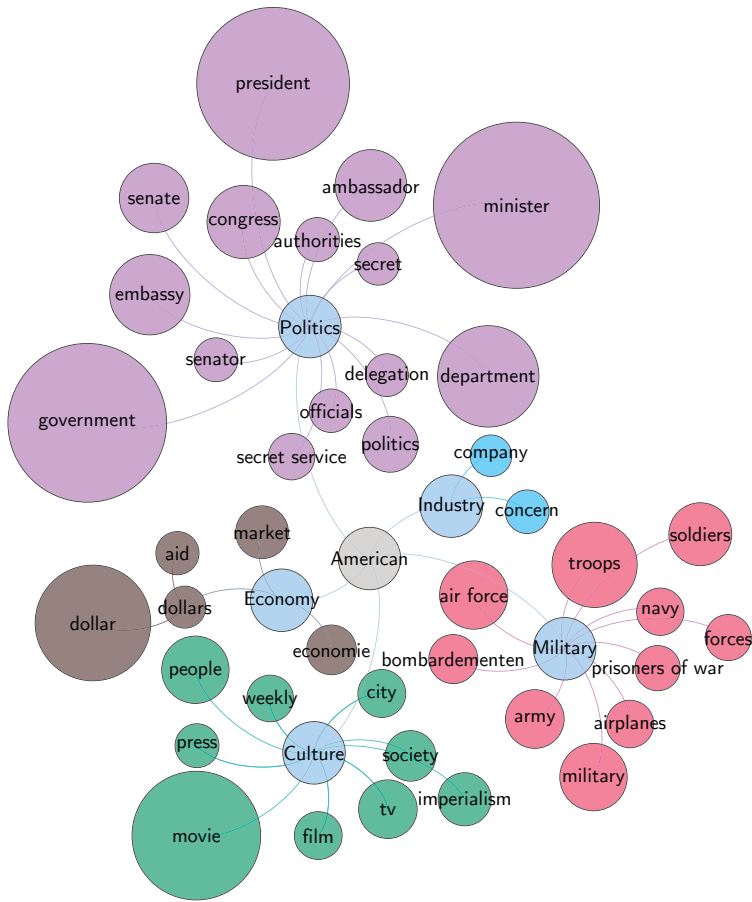 president
senate
ambassador
minister
congress
authorities
secret
embassy
Politics
senator
delegation
department
government
officials
politics
secret service
company
Industry
concern
market
soldiers
aid
American
troops
dollar
dollars
Economy
air force
navy
forces
economie
bombardementen
Military
prisoners of war
people
weekly
city
army
airplanes
press
Culture
society
military
imperialism
movie
film
tv